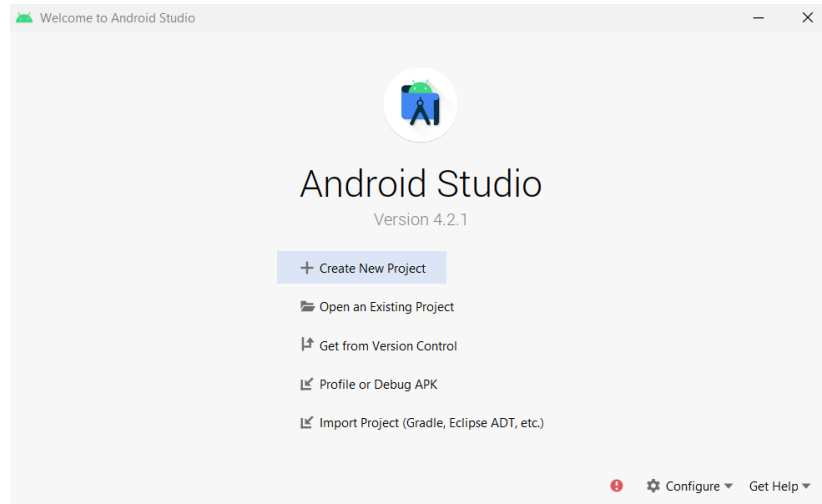 Welcome to Android Studio
Android Studio
Version 4.2.1
Create New Project
Open an Existing Project
Get from Version Control
Profile or Debug APK
Import Project (Gradle, Eclipse ADT, etc.)
Configure Get Help